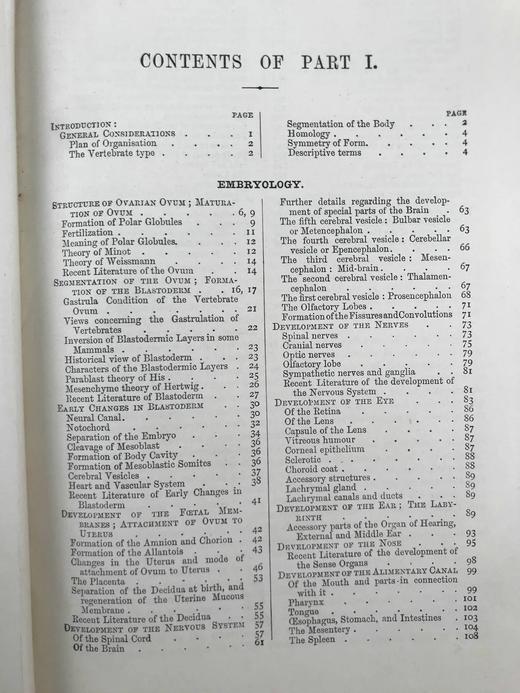 CONTENTS OF PART I.
PAGE
INTRODUCTION:
GENERAL CONSIDERATIONS . . . 1
Plan of Organisation . . . . 2
The Vertebrate type . . . . 2
PAGE
Segmentation of the Body . . . 2
Homology . . . . . . 4
Symmetry of Form . . . . . 4
Descriptive terms . . . . . 4
EMBRYOLOGY.
STRUCTURE OF OVARIAN OVUM; MATURA-
TION OF OVUM . . . . 6, 9
Formation of Polar Globules . . . 9
Fertilization . . . . . 11
Meaning of Polar Globules. . . . 12
Theory of Minot . . . . . 12
Theory of Weissmann . . . . 14
Recent Literature of the Ovum . . 14
SEGMENTATION OF THE OVUM; FORMA-
TION OF THE BLASTODERM . . 16, 17
Gastrula Condition of the Vertebrate
Ovum . . . . . . 21
Views concerning the Gastrulation of
Vertebrates . . . . . 22
Inversion of Blastodermic Layers in some
Mammals . . . . . 23
Historical view of Blastoderm . . . 23
Characters of the Blastodermic Layers . 24
Parablast theory of His . . . . 25
Mesenchyme theory of Hertwig . . . 26
Recent Literature of Blastoderm . . 27
EARLY CHANGES IN BLASTODERM . . 30
Neural Canal . . . . . 30
Notochord . . . . . 32
Separation of the Embryo . . . 34
Cleavage of Mesoblast . . . . 36
Formation of Body Cavity . . . 36
Formation of Mesoblastic Somites . . 36
Cerebral Vesicles . . . . . 37
Heart and Vascular System . . . 38
Recent Literature of Early Changes in
Blastoderm . . . . . 41
DEVELOPMENT OF THE FŒTAL MEM-
BRANES; ATTACHMENT OF OVUM TO
UTERUS . . . . . . 42
Formation of the Amnion and Chorion . 42
Formation of the Allantois . . . 43
Changes in the Uterus and mode of
attachment of Ovum to Uterus . . 46
The Placenta . . . . . 53
Separation of the Decidua at birth, and
regeneration of the Uterine Mucous
Membrane . . . . . 55
Recent Literature of the Decidua . . 55
DEVELOPMENT OF THE NERVOUS SYSTEM 57
Of the Spinal Cord . . . . 57
Of the Brain . . . . . 61
Further details regarding the develop-
ment of special parts of the Brain . 63
The fifth cerebral vesicle: Bulbar vesicle
or Metencephalon . . . . 63
The fourth cerebral vesicle: Cerebellar
vesicle or Epencephalon. . . . 66
The third cerebral vesicle: Mesen-
cephalon: Mid-brain. . . . 67
The second cerebral vesicle: Thalamen-
cephalon . . . . . 67
The first cerebral vesicle: Prosencephalon 68
The Olfactory Lobes . . . . 71
Formation of the Fissures and Convolutions 71
DEVELOPMENT OF THE NERVES . . 73
Spinal nerves . . . . . 73
Cranial nerves . . . . . 75
Optic nerves . . . . . 79
Olfactory lobe . . . . . 79
Sympathetic nerves and ganglia . . 81
Recent Literature of the development of
the Nervous System . . . . 81
DEVELOPMENT OF THE EYE . . . 83
Of the Retina . . . . . 86
Of the Lens . . . . . 86
Capsule of the Lens . . . . 87
Vitreous humour . . . . 87
Corneal epithelium . . . . 87
Sclerotic . . . . . . 88
Choroid coat . . . . . 88
Accessory structures . . . . 89
Lachrymal gland . . . . . 89
Lachrymal canals and ducts . . . 89
DEVELOPMENT OF THE EAR; THE LABY-
RINTH . . . . . . 89
Accessory parts of the Organ of Hearing,
External and Middle Ear . . . 93
DEVELOPMENT OF THE NOSE . . . 95
Recent Literature of the development of
the Sense Organs . . . . 98
DEVELOPMENT OF THE ALIMENTARY CANAL 99
Of the Mouth and parts in connection
with it . . . . . . 99
Pharynx . . . . . . 101
Tongue . . . . . . 102
Œsophagus, Stomach, and Intestines . 103
The Mesentery . . . . . 104
The Spleen . . . . . 108